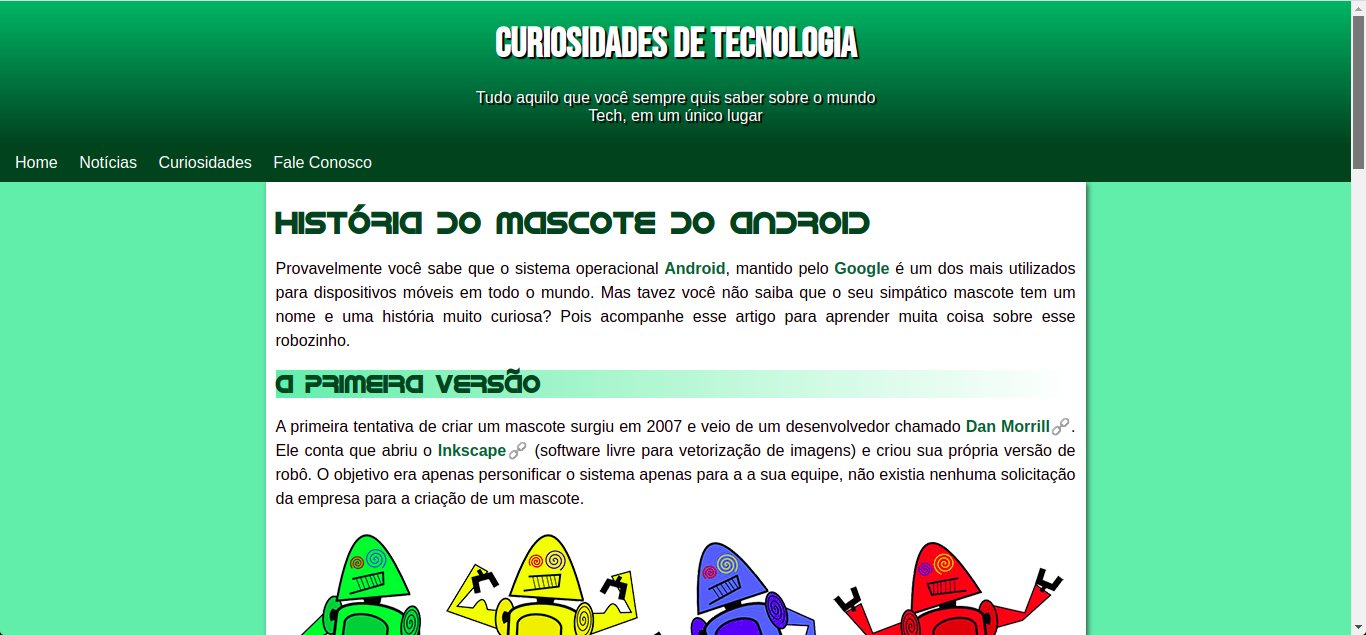 CURIOSIDADES DE TECNOLOGIA
Tudo aquilo que você sempre quis saber sobre o mundo
Tech, em um único lugar
Home Notícias Curiosidades Fale Conosco
HISTÓRIA DO MASCOTE DO ANDROID
Provavelmente você sabe que o sistema operacional Android, mantido pelo Google é um dos mais utilizados
para dispositivos móveis em todo o mundo. Mas tavez você não saiba que o seu simpático mascote tem um
nome e uma história muito curiosa? Pois acompanhe esse artigo para aprender muita coisa sobre esse
robozinho.
A PRIMEIRA VERSÃO
A primeira tentativa de criar um mascote surgiu em 2007 e veio de um desenvolvedor chamado Dan Morrill.
Ele conta que abriu o Inkscape (software livre para vetorização de imagens) e criou sua própria versão de
robô. O objetivo era apenas personificar o sistema apenas para a a sua equipe, não existia nenhuma solicitação
da empresa para a criação de um mascote.